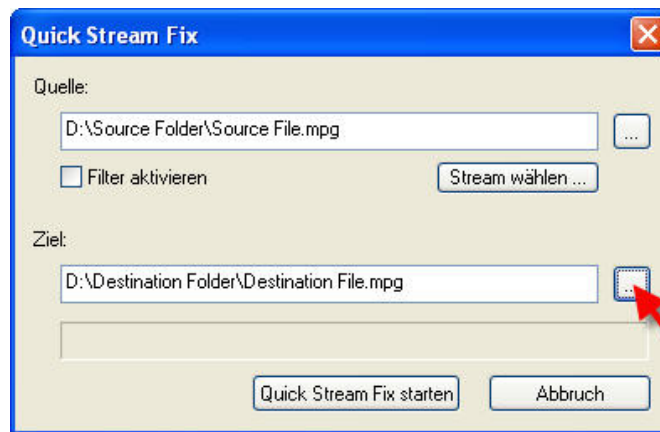 Quick Stream Fix
Quelle:
D:\Source Folder\Source File.mpg
...
Filter aktivieren
Stream wählen ...
Ziel:
D:\Destination Folder\Destination File.mpg
...
Quick Stream Fix starten
Abbruch